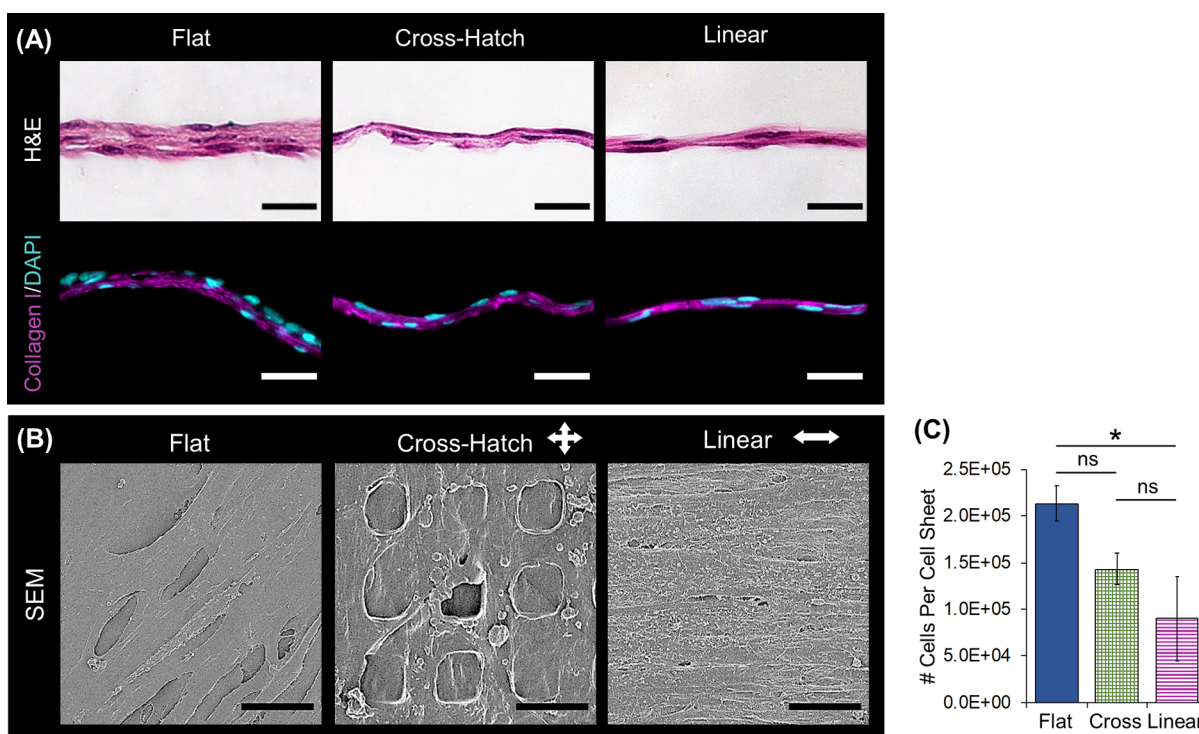 (A)
Flat
Cross-Hatch
Linear
H&E
Collagen I/DAPI
(B)
Flat
Cross-Hatch
Linear
SEM
(C)
*
ns
ns
# Cells Per Cell Sheet
2.5E+05
2.0E+05
1.5E+05
1.0E+05
5.0E+04
0.0E+00
Flat Cross Linear